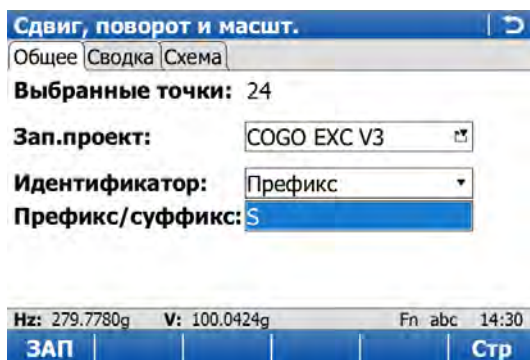 Сдвиг, поворот и масшт.
Общее Сводка Схема
Выбранные точки: 24
Зап.проект: COGO EXC V3
Идентификатор: Префикс
Префикс/суффикс: S
Hz: 279.7780g V: 100.0424g Fn abc 14:30
ЗАП Стр